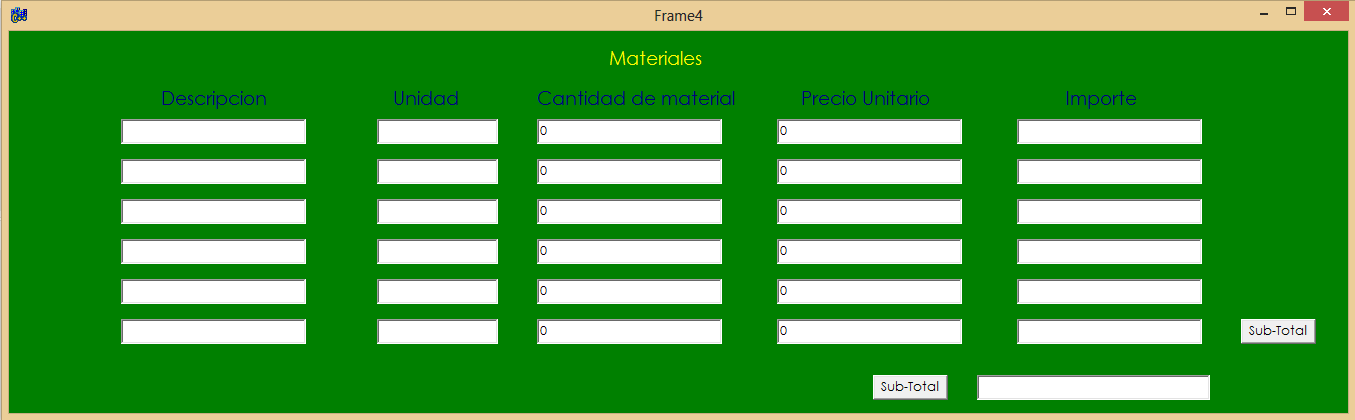 Frame4
Materiales
Descripcion Unidad Cantidad de material Precio Unitario Importe
0 0
0 0
0 0
0 0
0 0
0 0 Sub-Total
Sub-Total